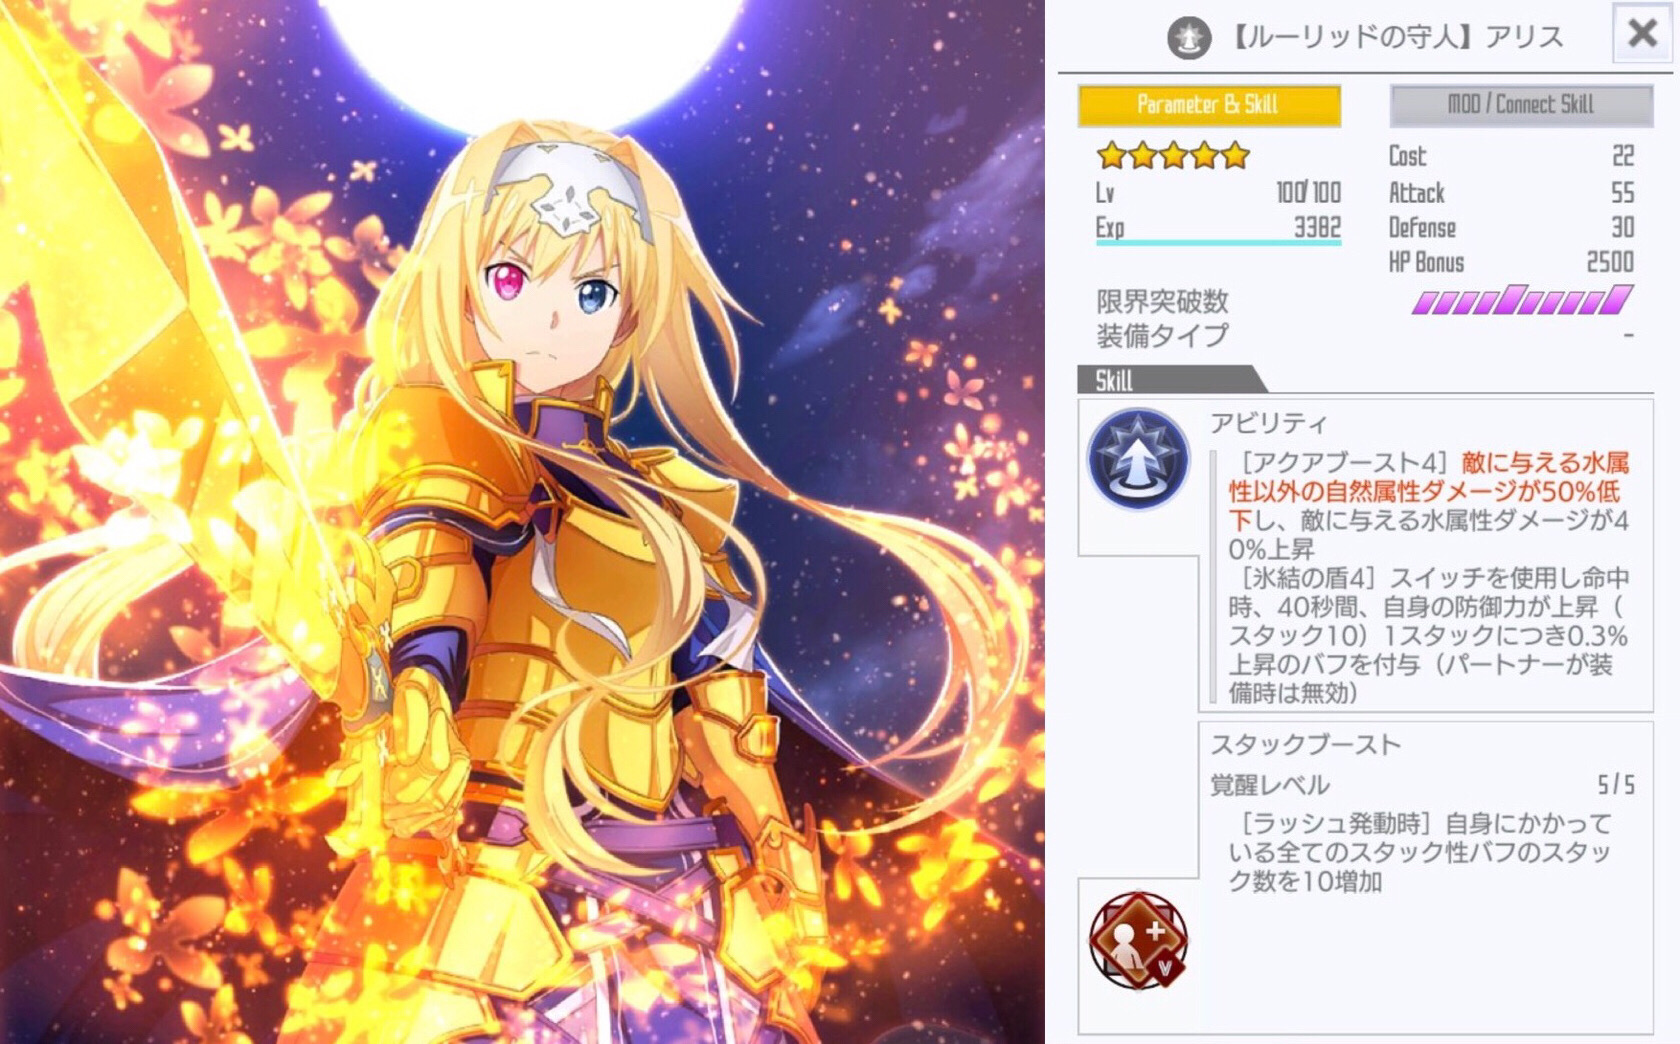 【ルーリッドの守人】アリス
Parameter & Skill
MOD / Connect Skill
Lv 100/100
Exp 3382
Cost 22
Attack 55
Defense 30
HP Bonus 2500
限界突破数
装備タイプ -
Skill
アビリティ
［アクアブースト4］敵に与える水属
性以外の自然属性ダメージが50%低
下し、敵に与える水属性ダメージが4
0%上昇
［氷結の盾4］スイッチを使用し命中
時、40秒間、自身の防御力が上昇（
スタック10）1スタックにつき0.3%
上昇のバフを付与（パートナーが装
備時は無効）
スタックブースト
覚醒レベル 5/5
［ラッシュ発動時］自身にかかって
いる全てのスタック性バフのスタッ
ク数を10増加
V